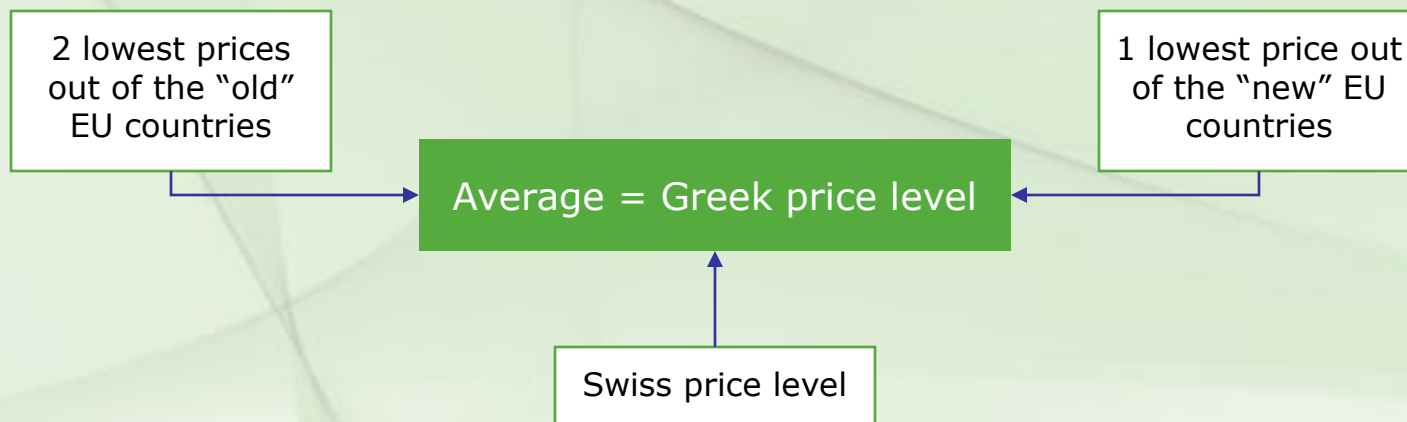 2 lowest prices
out of the “old”
EU countries
1 lowest price out
of the “new” EU
countries
Average = Greek price level
Swiss price level